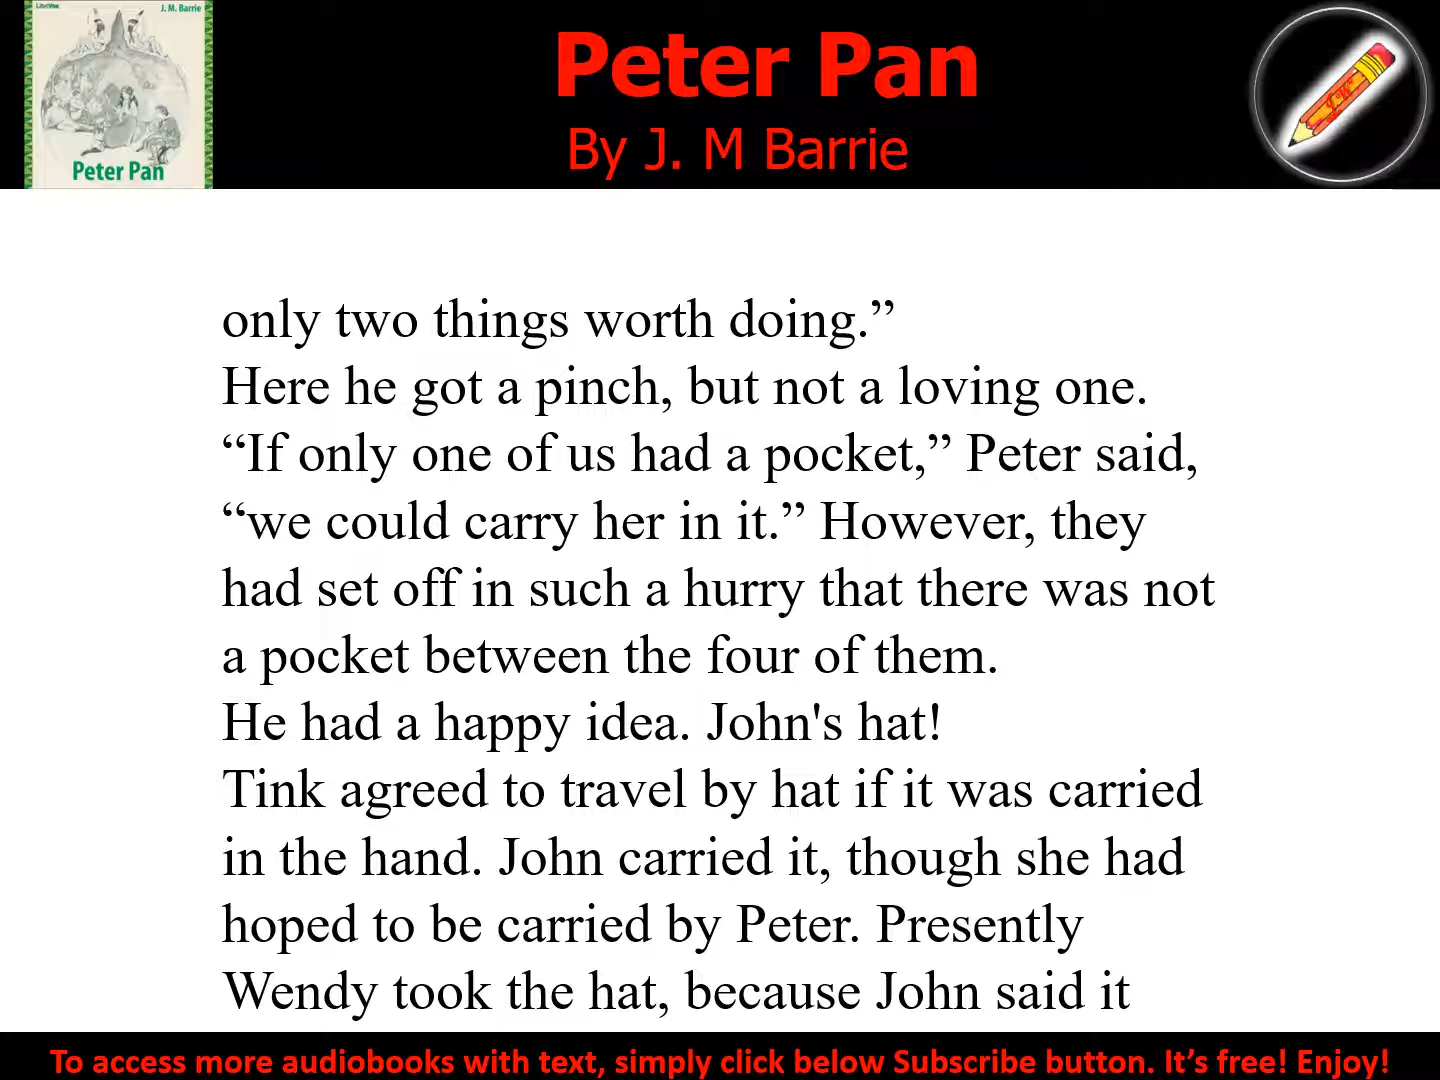 LibriVox
J. M. Barrie
Peter Pan
Peter Pan
By J. M Barrie
only two things worth doing.”
Here he got a pinch, but not a loving one.
“If only one of us had a pocket,” Peter said,
“we could carry her in it.” However, they
had set off in such a hurry that there was not
a pocket between the four of them.
He had a happy idea. John's hat!
Tink agreed to travel by hat if it was carried
in the hand. John carried it, though she had
hoped to be carried by Peter. Presently
Wendy took the hat, because John said it
To access more audiobooks with text, simply click below Subscribe button. It’s free! Enjoy!